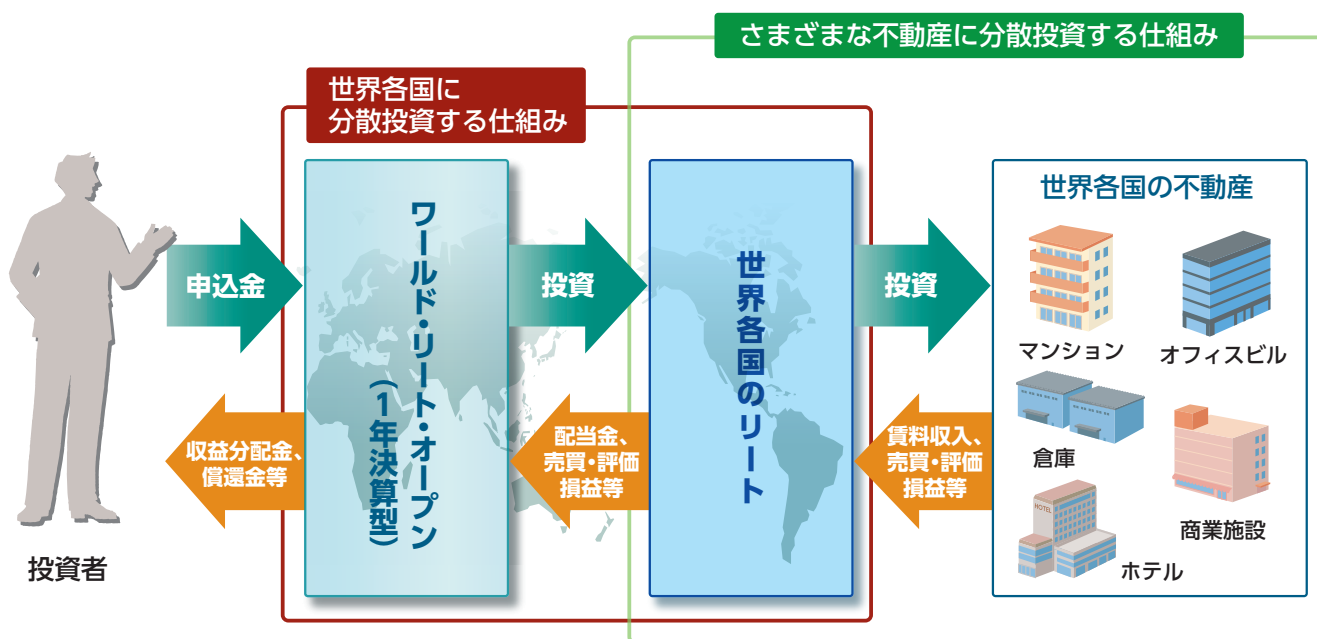 さまざまな不動産に分散投資する仕組み
世界各国に
分散投資する仕組み
投資者
申込金
収益分配金、
償還金等
ワールド・リート・オープン
(1年決算型)
投資
配当金、
売買・評価
損益等
世界各国のリート
投資
賃料収入、
売買・評価
損益等
世界各国の不動産
マンション
オフィスビル
倉庫
商業施設
HOTEL
ホテル